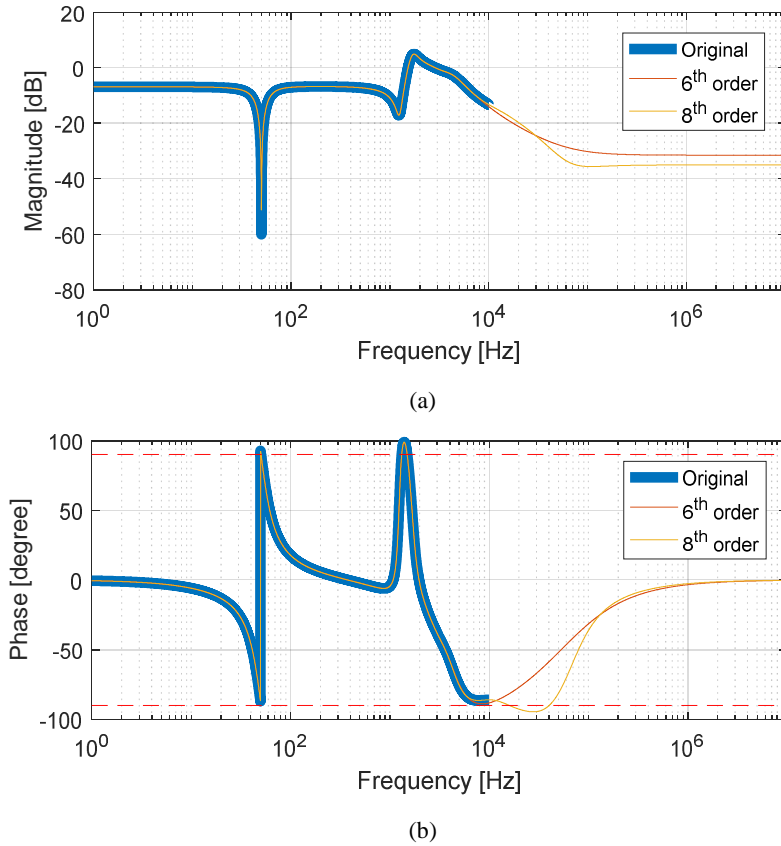 20
0
-20
-40
-60
-80
Magnitude [dB]
Original
6th order
8th order
10^0 10^2 10^4 10^6
Frequency [Hz]
(a)
100
50
0
-50
-100
Phase [degree]
Original
6th order
8th order
10^0 10^2 10^4 10^6
Frequency [Hz]
(b)